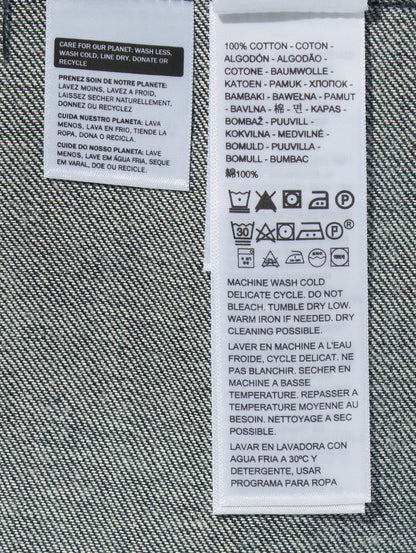 CARE FOR OUR PLANET: WASH LESS,
WASH COLD, LINE DRY, DONATE OR
RECYCLE
PRENEZ SOIN DE NOTRE PLANETE:
LAVEZ MOINS, LAVEZ A FROID,
LAISSEZ SECHER NATURELLEMENT,
DONNEZ OU RECYCLEZ
CUIDA NUESTRO PLANETA: LAVA
MENOS, LAVA EN FRIO, TIENDE LA
ROPA, DONA O RECICLA.
CUIDE DO NOSSO PLANETA: LAVE
MENOS, LAVE EM ÁGUA FRIA, SEQUE
EM VARAL, DOE OU RECICLE.
100% COTTON - COTON -
ALGODÓN - ALGODÃO -
COTONE - BAUMWOLLE -
KATOEN - PAMUK - ХЛОПОК -
BAMBAKI - BAWEŁNA - PAMUT
- BAVLNA - 棉 - 면 - KAPAS -
BOMBAŽ - PUUVILL -
KOKVILNA - MEDVILNĖ -
BOMULD - PUUVILLA -
BOMULL - BUMBAC
綿100%
P
30 P®
MACHINE WASH COLD
DELICATE CYCLE. DO NOT
BLEACH. TUMBLE DRY LOW.
WARM IRON IF NEEDED. DRY
CLEANING POSSIBLE.
LAVER EN MACHINE A L'EAU
FROIDE, CYCLE DELICAT. NE
PAS BLANCHIR. SECHER EN
MACHINE A BASSE
TEMPERATURE. REPASSER A
TEMPERATURE MOYENNE AU
BESOIN. NETTOYAGE A SEC
POSSIBLE.
LAVAR EN LAVADORA CON
AGUA FRIA A 30ºC Y
DETERGENTE, USAR
PROGRAMA PARA ROPA